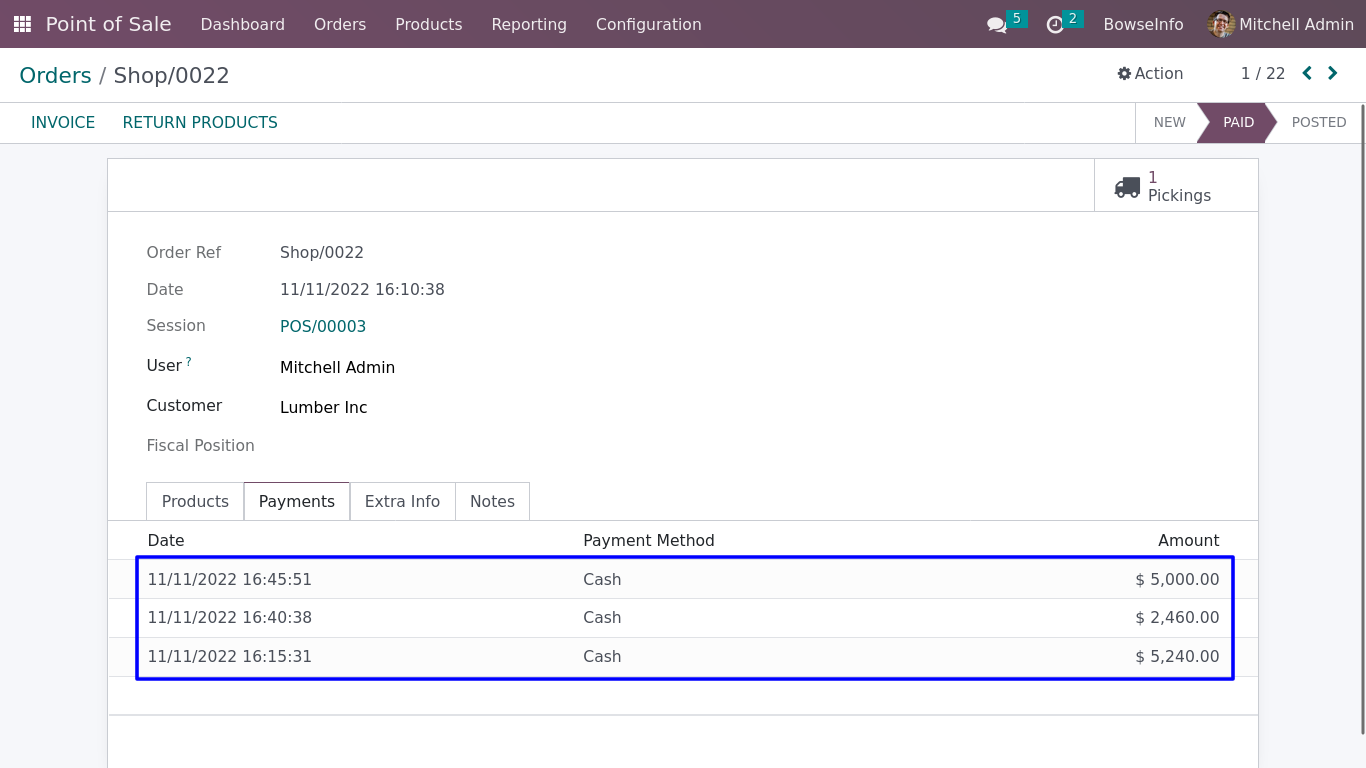 Point of Sale Dashboard Orders Products Reporting Configuration 5 2 BowseInfo Mitchell Admin
Orders / Shop/0022 Action 1 / 22
INVOICE RETURN PRODUCTS NEW PAID POSTED
1
Pickings
Order Ref Shop/0022
Date 11/11/2022 16:10:38
Session POS/00003
User ? Mitchell Admin
Customer Lumber Inc
Fiscal Position
Products Payments Extra Info Notes
Date Payment Method Amount
11/11/2022 16:45:51 Cash $ 5,000.00
11/11/2022 16:40:38 Cash $ 2,460.00
11/11/2022 16:15:31 Cash $ 5,240.00